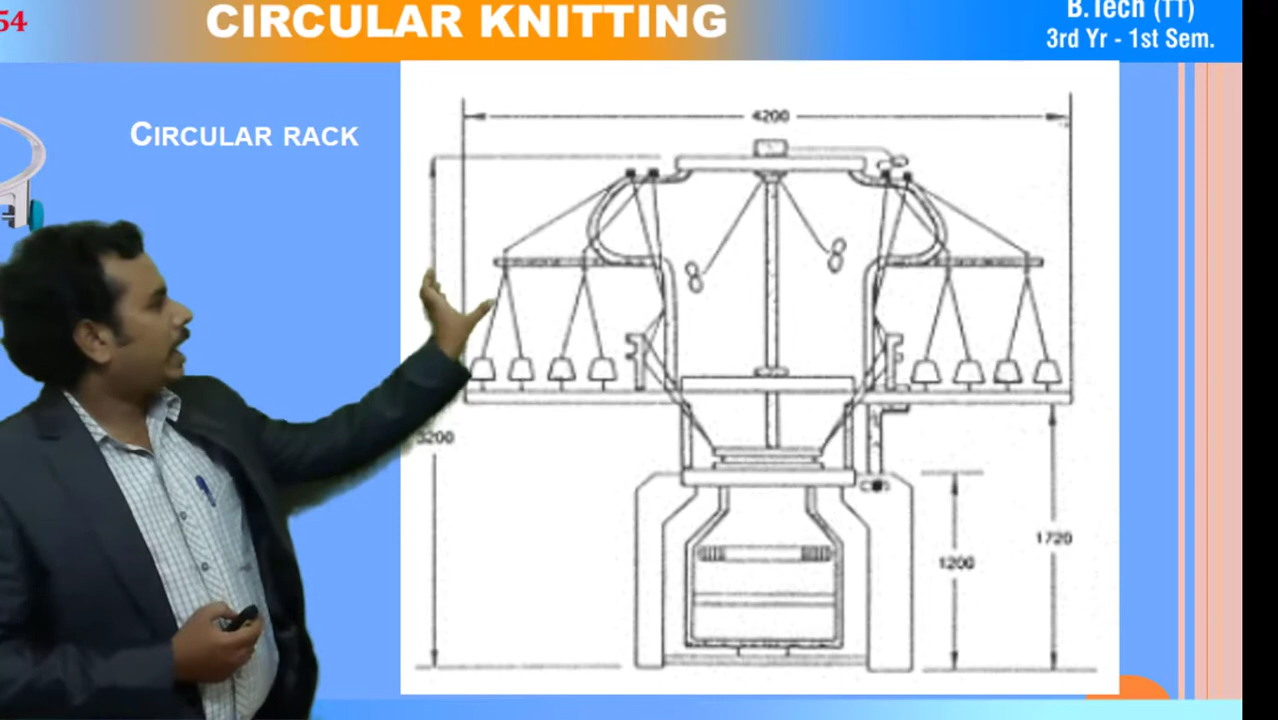 54
CIRCULAR KNITTING
B.Tech (TT)
3rd Yr - 1st Sem.
CIRCULAR RACK
4200
3200
1720
1200